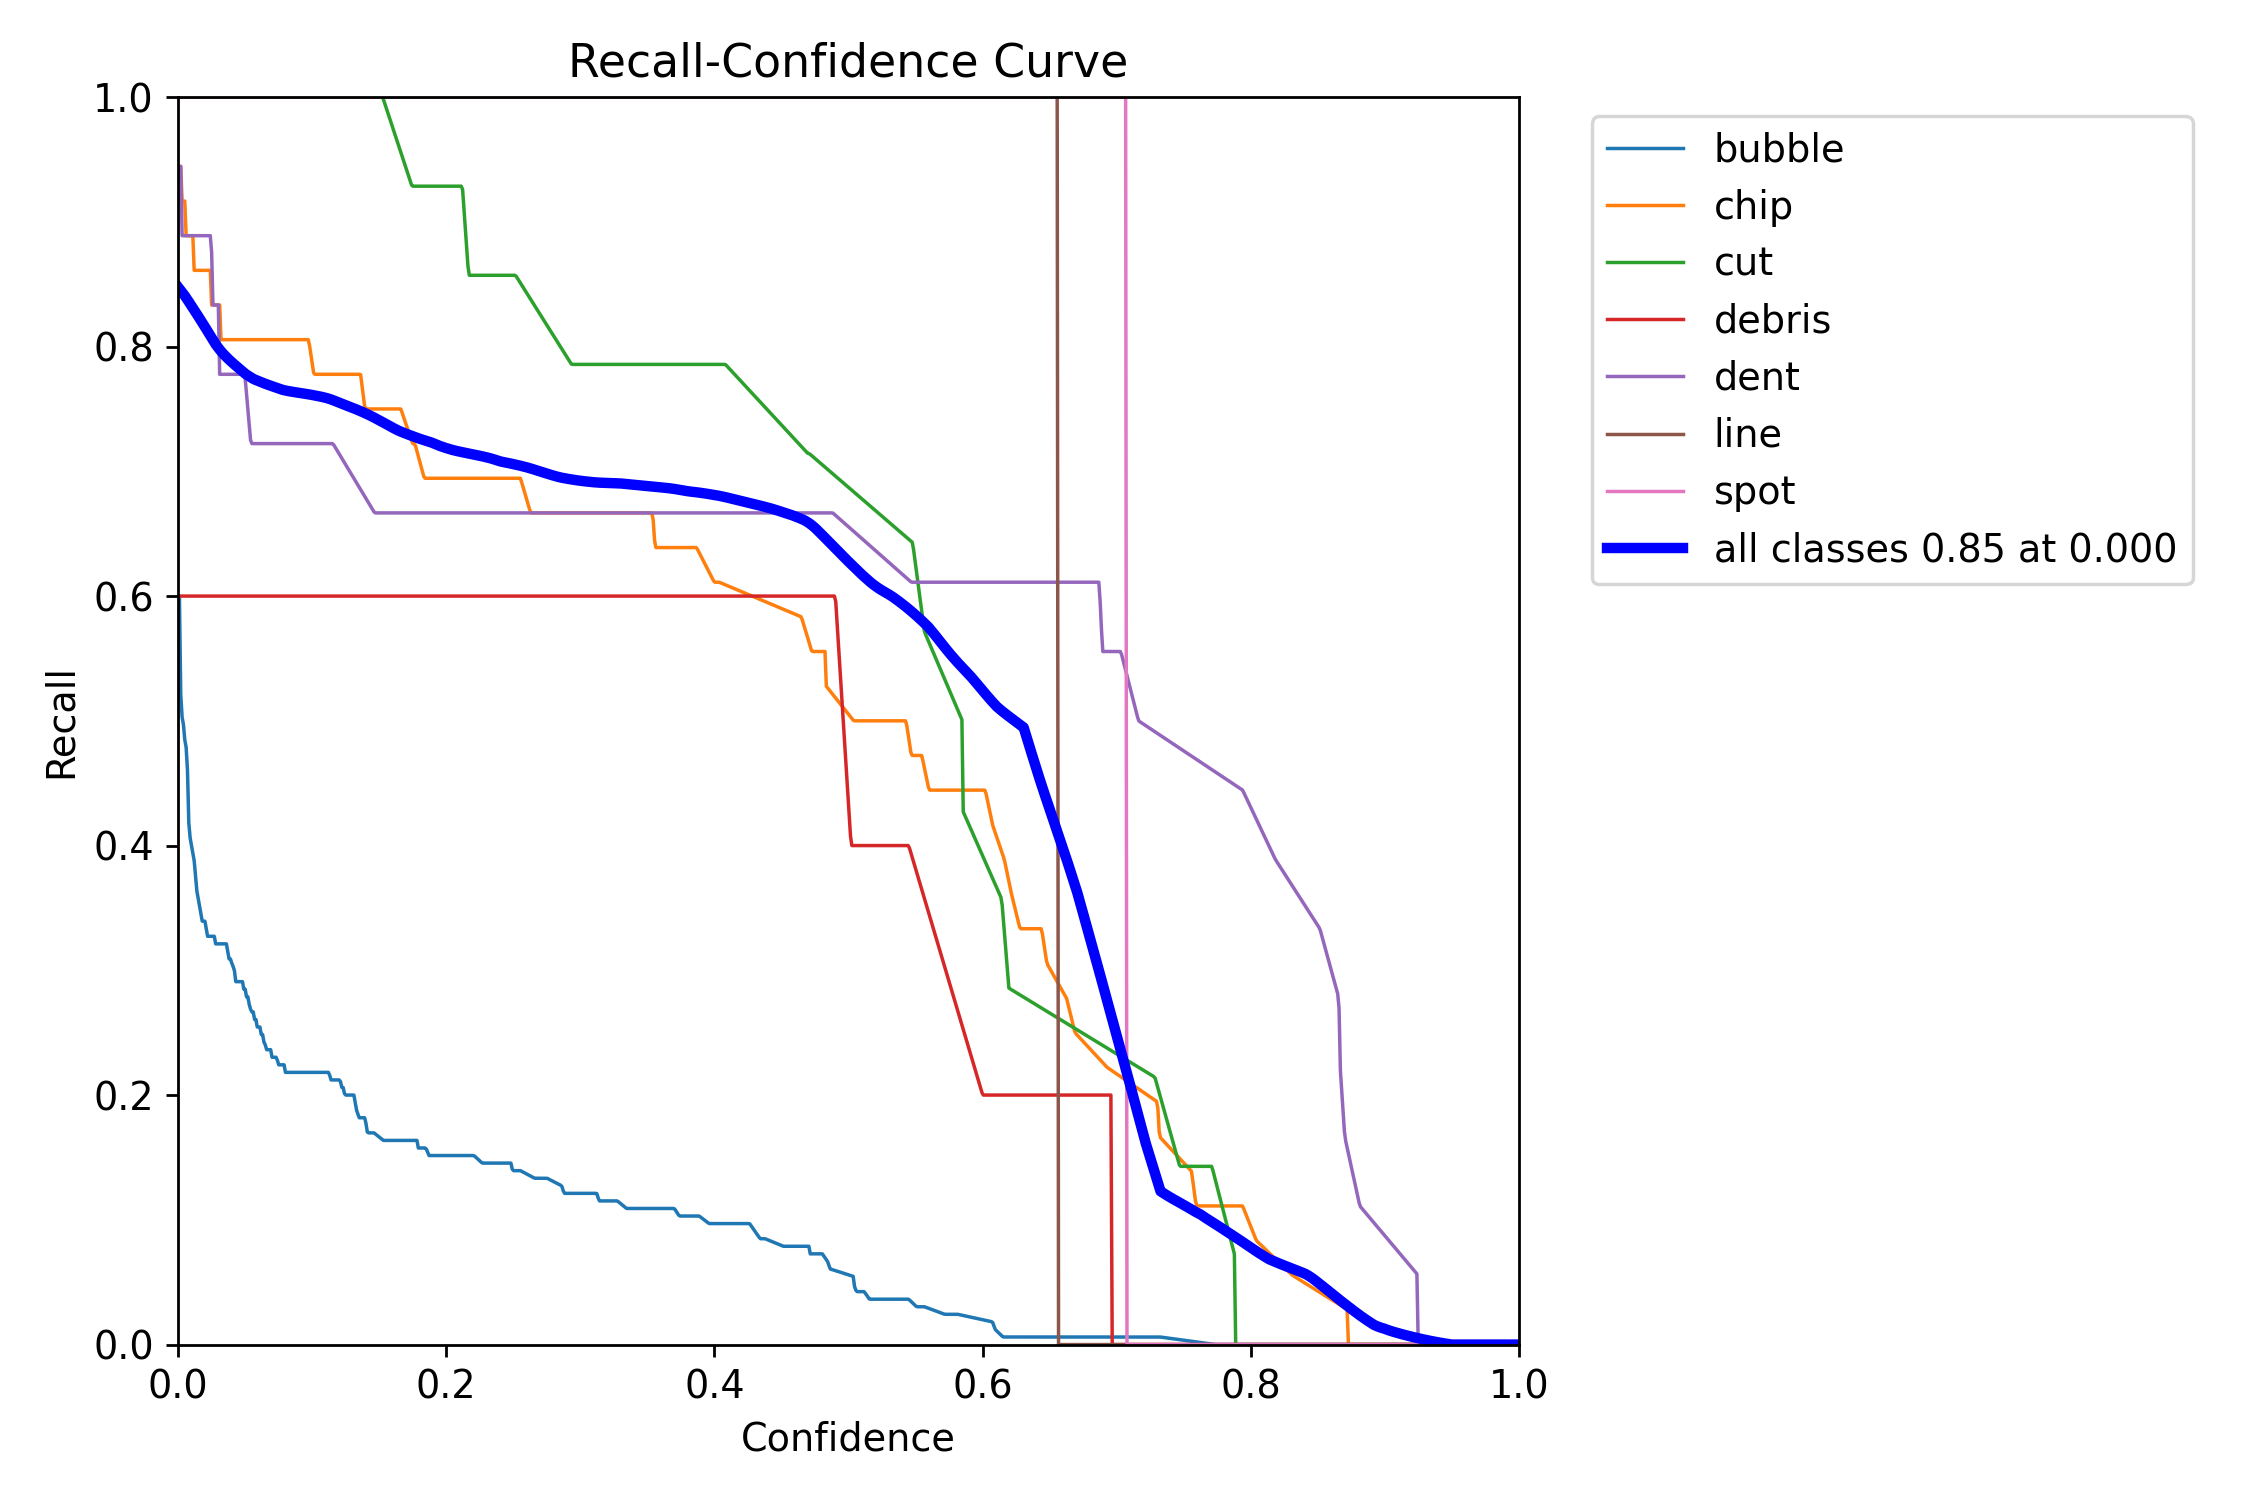 Recall-Confidence Curve
1.0
0.8
0.6
0.4
0.2
0.0
Recall
0.0 0.2 0.4 0.6 0.8 1.0
Confidence
bubble
chip
cut
debris
dent
line
spot
all classes 0.85 at 0.000